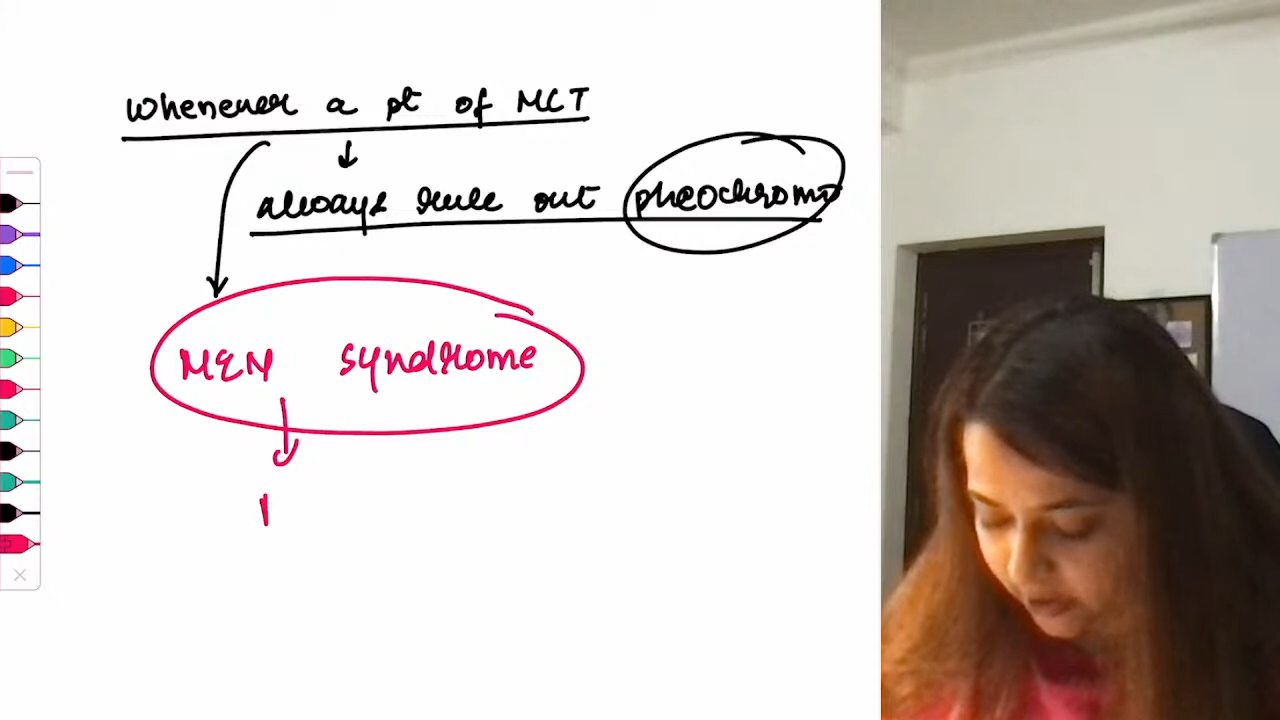 Whenever a pt of MCT
always rule out pheochromo
MEN syndrome